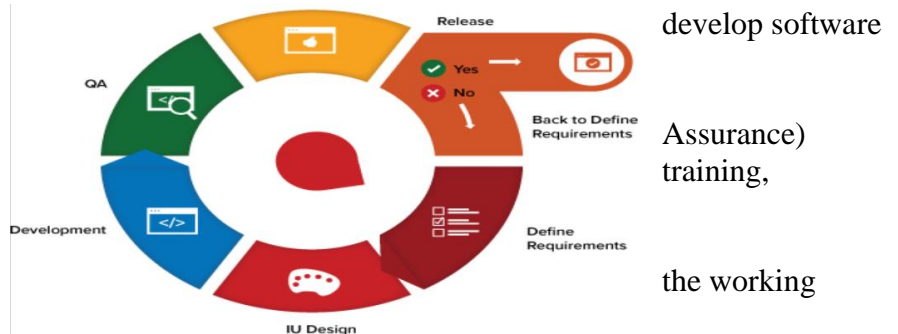 Release
Yes
No
QA
Back to Define
Requirements
</>
Development
</>
Define
Requirements
IU Design
develop software
Assurance)
training,
the working